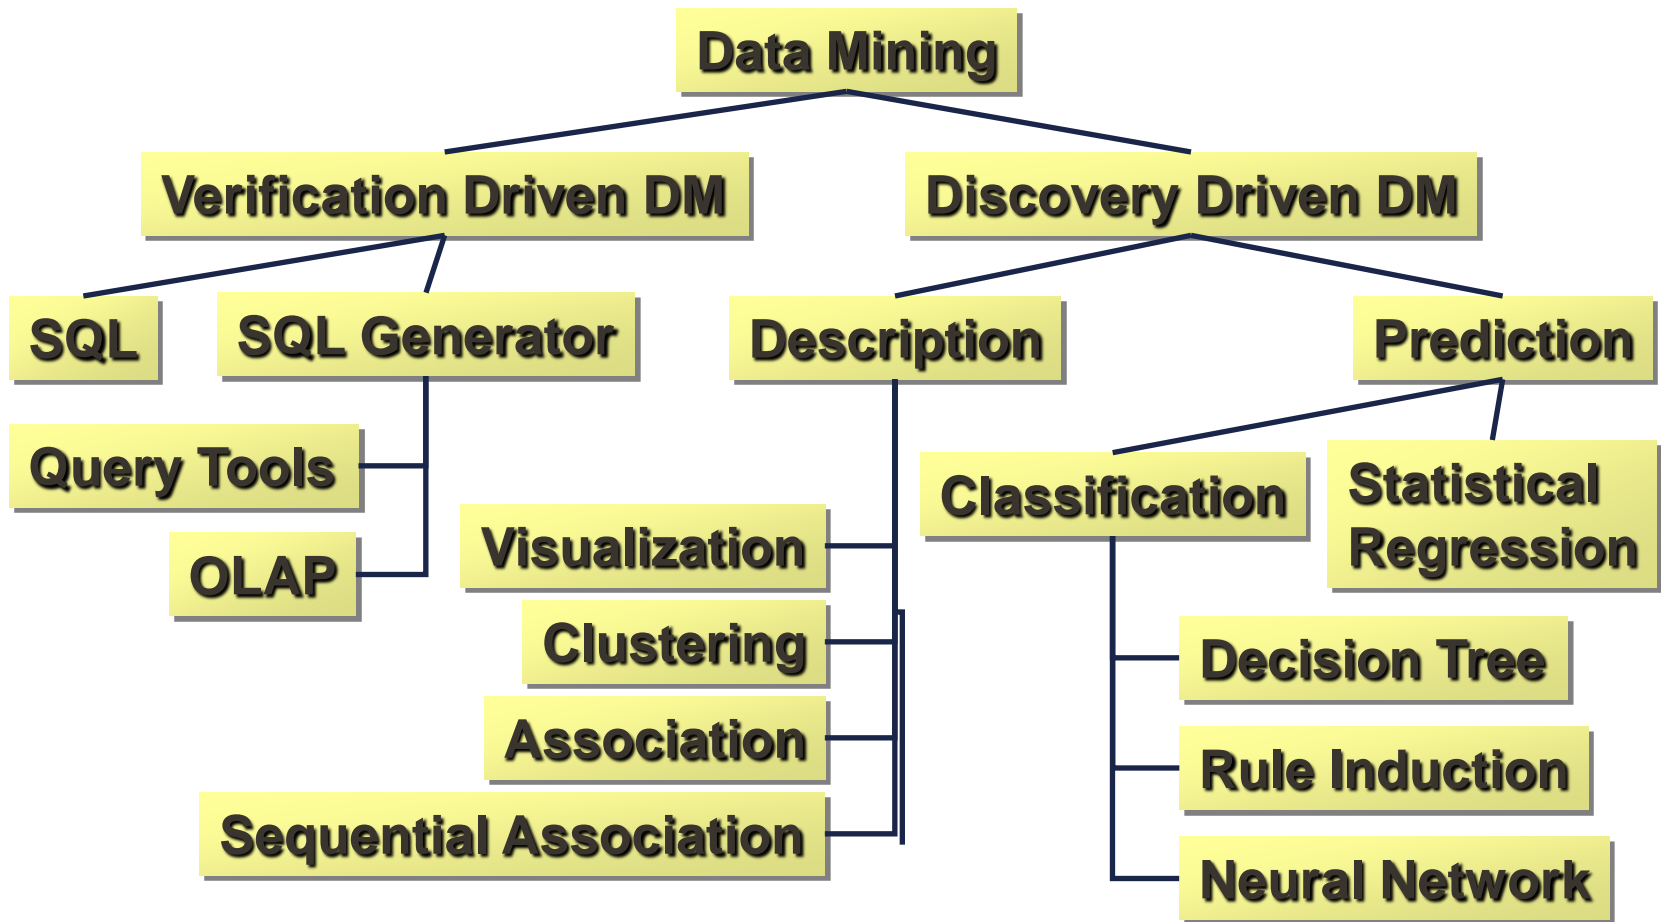 Data Mining
Verification Driven DM
Discovery Driven DM
SQL
SQL Generator
Description
Prediction
Query Tools
OLAP
Visualization
Clustering
Association
Sequential Association
Classification
Statistical
Regression
Decision Tree
Rule Induction
Neural Network